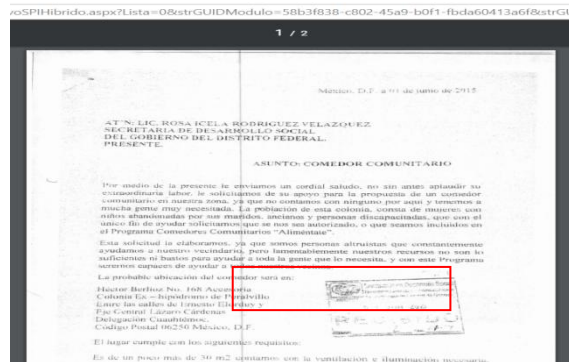 voSPIHibrido.aspx?Lista=0&strGUIDModulo=58b3f838-c802-45a9-b0f1-fbda60413a6f&strGU
1 / 2
México, D.F. a 01 de junio de 2015
AT'N: LIC. ROSA ICELA RODRIGUEZ VELAZQUEZ
SECRETARIA DE DESARROLLO SOCIAL
DEL GOBIERNO DEL DISTRITO FEDERAL.
PRESENTE.
ASUNTO: COMEDOR COMUNITARIO
Por medio de la presente le enviamos un cordial saludo, no sin antes aplaudir su
extraordinaria labor, le solicitamos de su apoyo para la propuesta de un comedor
comunitario en nuestra zona, ya que no contamos con ninguno por aquí y tenemos a
mucha gente muy necesitada. La población de esta colonia, consta de mujeres con
niños abandonadas por sus maridos, ancianos y personas discapacitadas, que con el
único fin de ayudar solicitamos que se nos sea autorizado, o que seamos incluidos en
el Programa Comedores Comunitarios "Alimentate".
Esta solicitud la elaboramos, ya que somos personas altruistas que constantemente
ayudamos a nuestro vecindario, pero lamentablemente nuestros recursos no son lo
suficientes ni bastos para ayudar a toda la gente que lo necesita, y con este Programa
seremos capaces de ayudar a
La probable ubicación del comedor será en:
Hector Berlioz No. 168 Accesoria
Colonia Ex – hipódromo de Peralvillo
Entre las calles de Ernesto Elorduy y
Eje Central Lázaro Cárdenas
Delegación Cuauhtémoc.
Código Postal 06250 México, D.F.
El lugar cumple con los siguientes requisitos:
Es de un poco más de 30 m2 contamos con la ventilación e iluminación necesaria